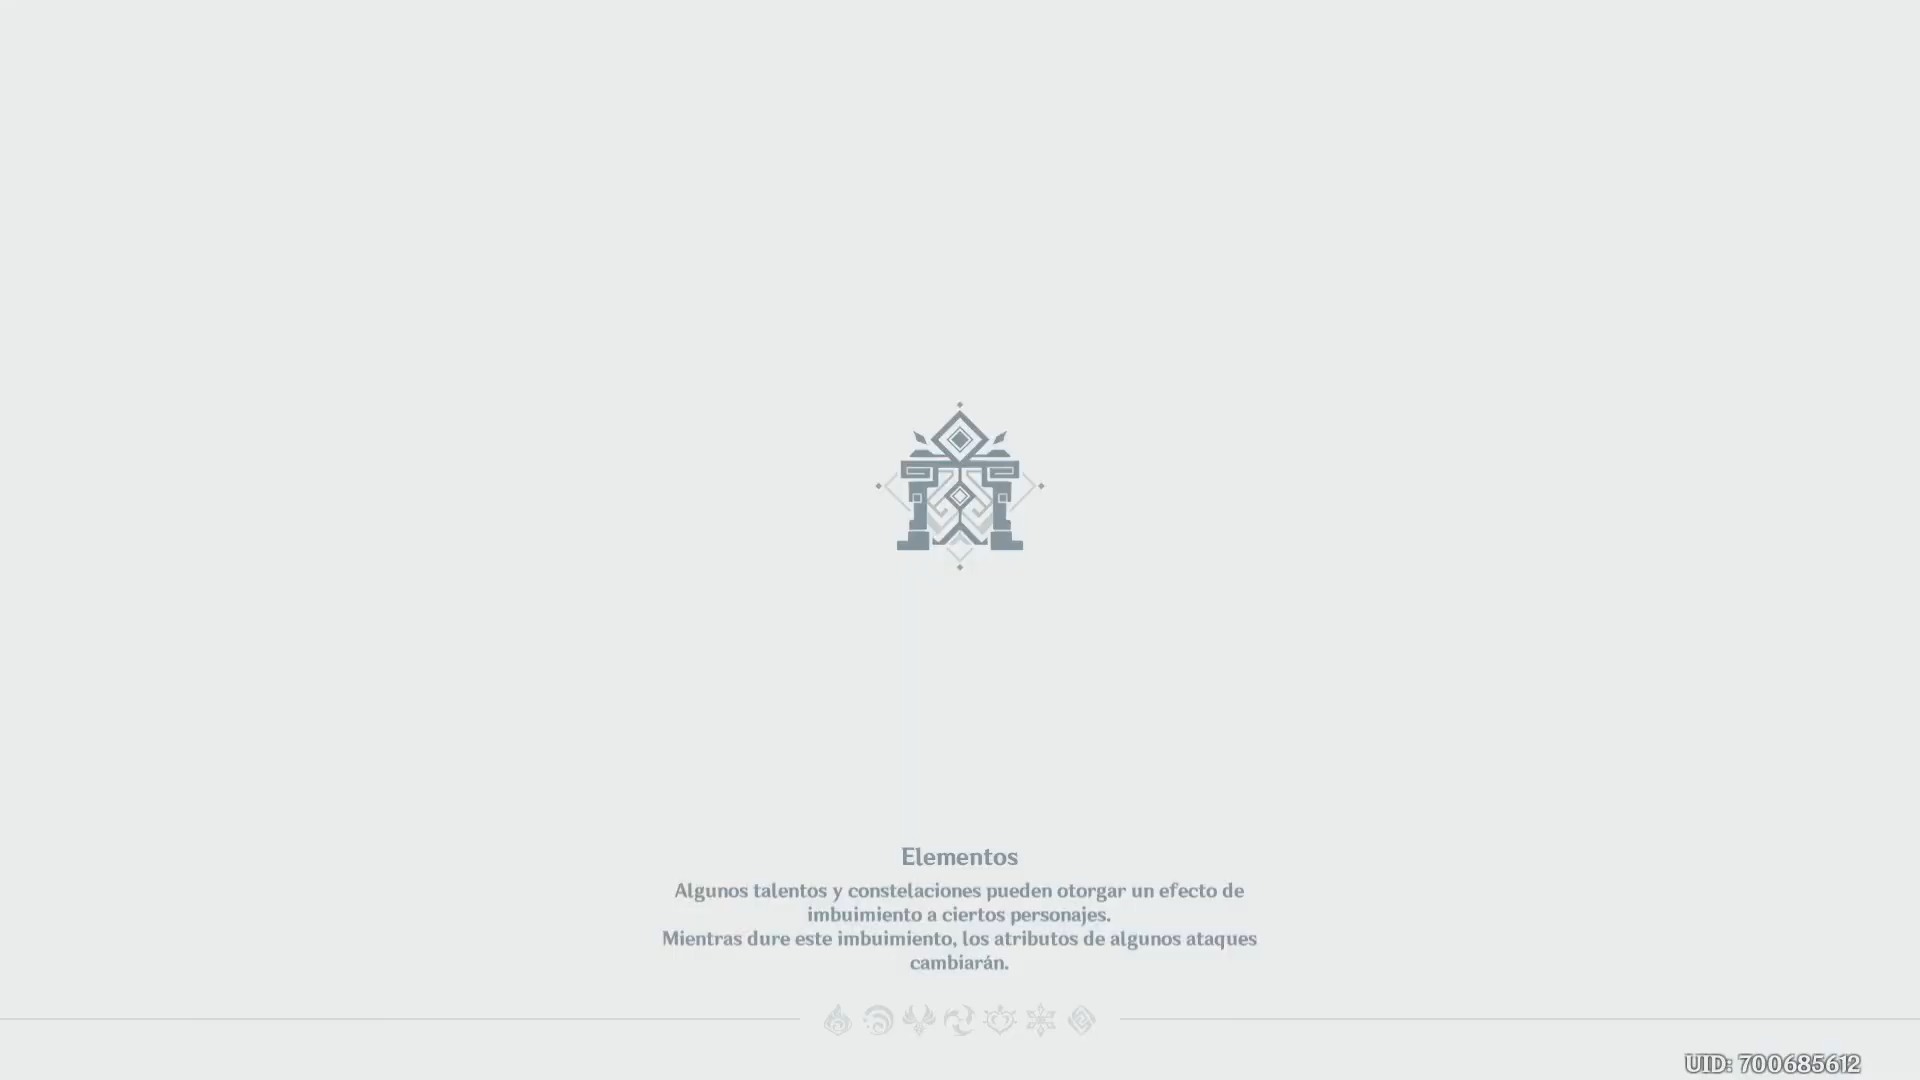 Elementos
Algunos talentos y constelaciones pueden otorgar un efecto de
imbuimiento a ciertos personajes.
Mientras dure este imbuimiento, los atributos de algunos ataques
cambiarán.
UID: 700685612